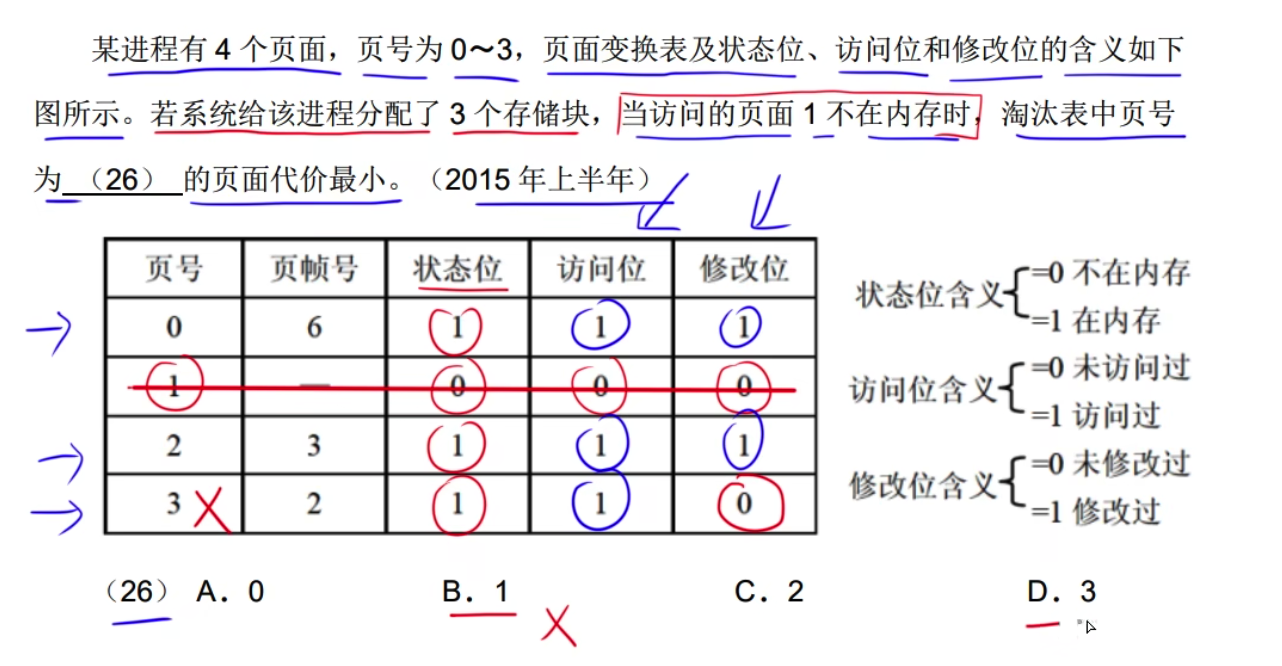 某进程有 4 个页面，页号为 0～3，页面变换表及状态位、访问位和修改位的含义如下
图所示。若系统给该进程分配了 3 个存储块，当访问的页面 1 不在内存时，淘汰表中页号
为（26）的页面代价最小。（2015 年上半年）
页号 页帧号 状态位 访问位 修改位
0 6 1 1 1
1 — 0 0 0
2 3 1 1 1
3 2 1 1 0
状态位含义 =0 不在内存
=1 在内存
访问位含义 =0 未访问过
=1 访问过
修改位含义 =0 未修改过
=1 修改过
（26） A．0 B．1 C．2 D．3